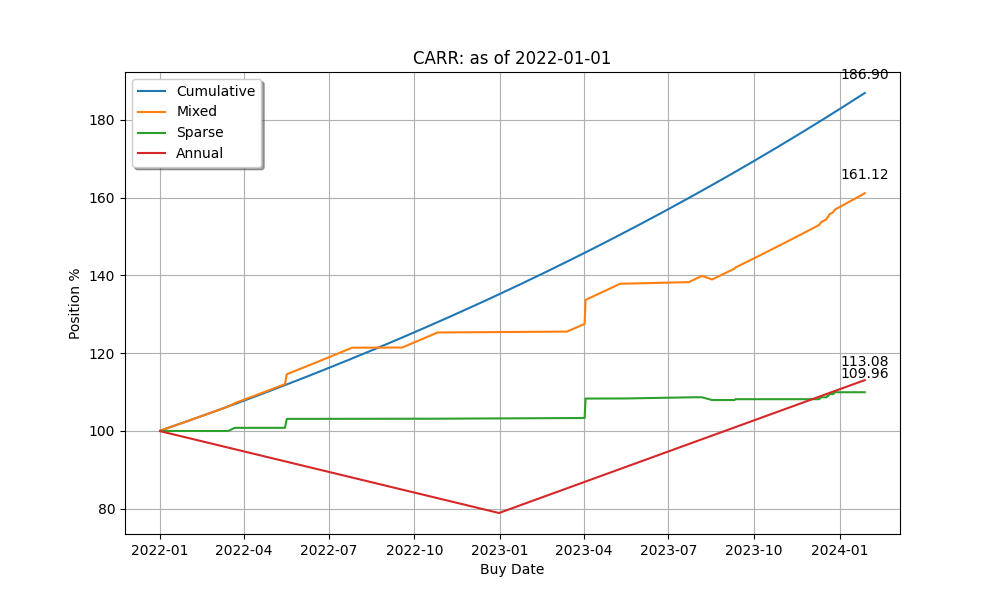 CARR: as of 2022-01-01
186.90
Cumulative
Mixed
Sparse
Annual
180
161.12
160
140
Position %
120
113.08
109.96
100
80
2022-01 2022-04 2022-07 2022-10 2023-01 2023-04 2023-07 2023-10 2024-01
Buy Date